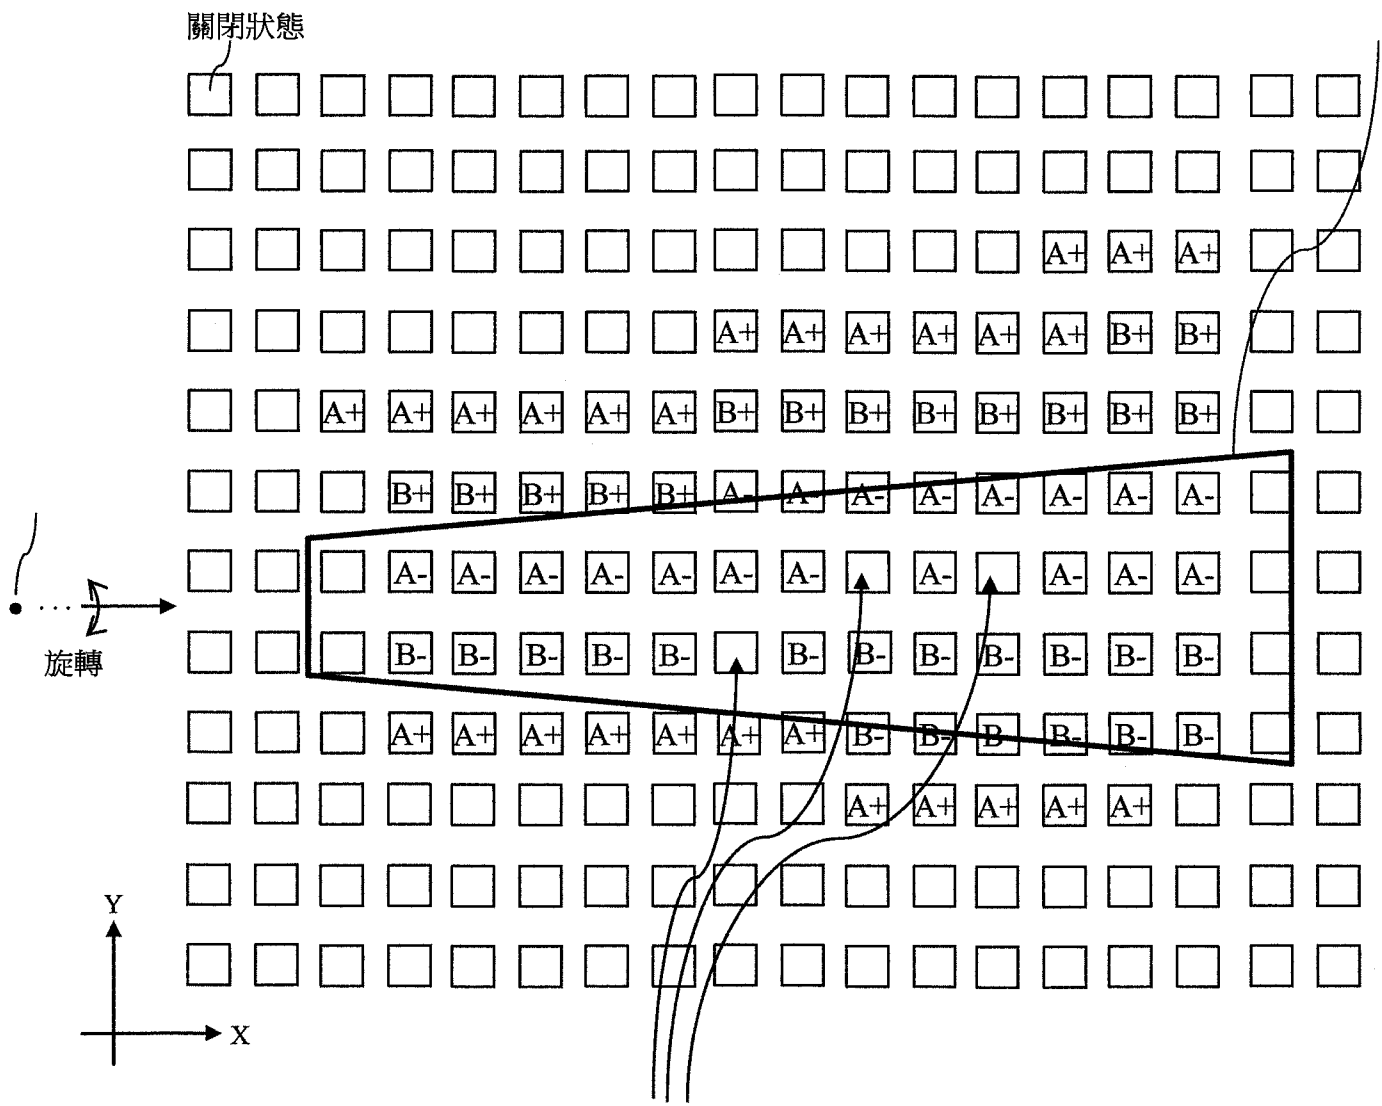 關閉狀態
A+ A+ A+
A+ A+ A+ A+ A+ A+ B+ B+
A+ A+ A+ A+ A+ A+ B+ B+ B+ B+ B+ B+ B+ B+
B+ B+ B+ B+ B+ A- A- A- A- A- A- A- A-
A- A- A- A- A- A- A- A- A- A- A-
旋轉
B- B- B- B- B- B- B- B- B- B- B- B-
A+ A+ A+ A+ A+ A+ A+ B- B- B- B- B- B-
A+ A+ A+ A+ A+
Y
X